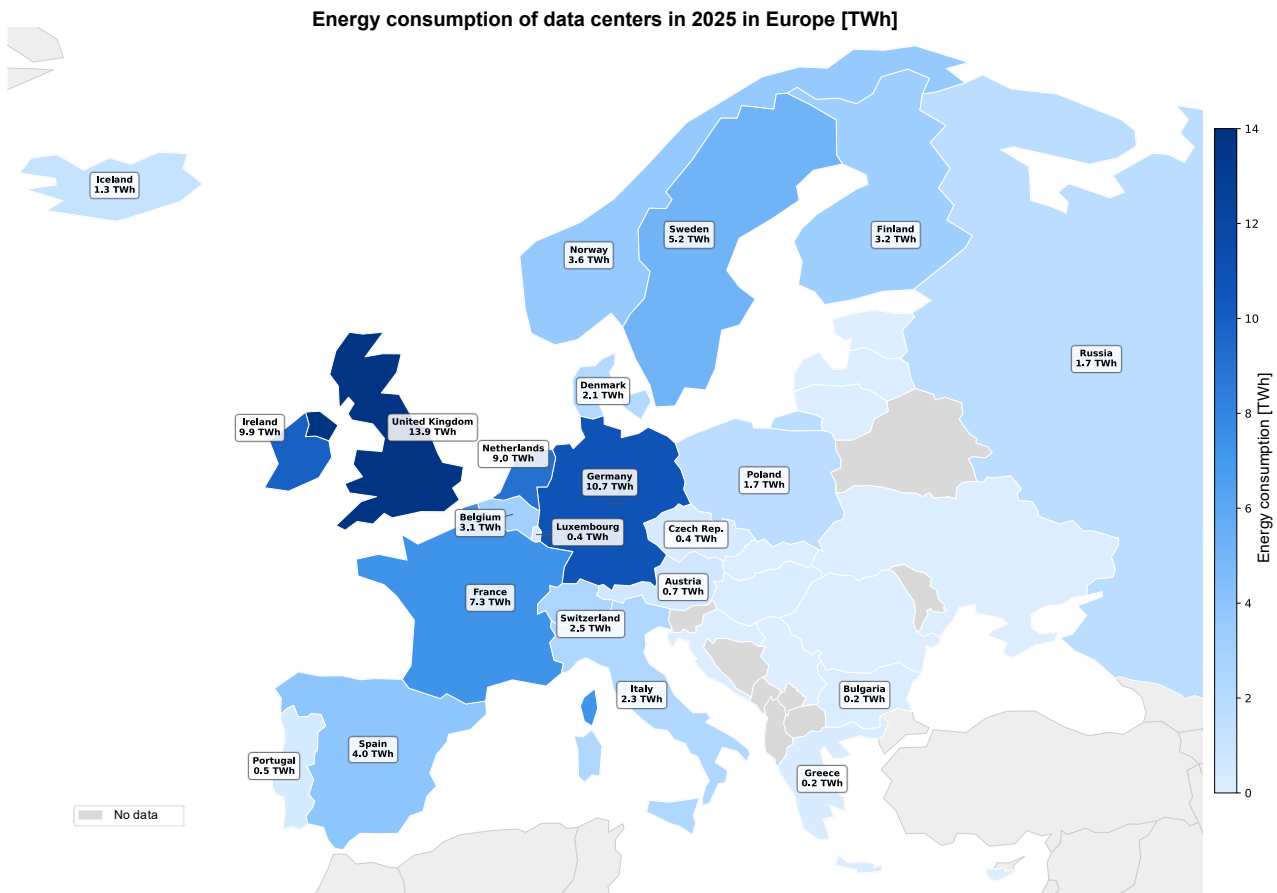 Energy consumption of data centers in 2025 in Europe [TWh]
Iceland
1.3 TWh
Norway
3.6 TWh
Sweden
5.2 TWh
Finland
3.2 TWh
Russia
1.7 TWh
Denmark
2.1 TWh
Ireland
9.9 TWh
United Kingdom
13.9 TWh
Netherlands
9.0 TWh
Germany
10.7 TWh
Poland
1.7 TWh
Belgium
3.1 TWh
Luxembourg
0.4 TWh
Czech Rep.
0.4 TWh
Austria
0.7 TWh
France
7.3 TWh
Switzerland
2.5 TWh
Italy
2.3 TWh
Bulgaria
0.2 TWh
Spain
4.0 TWh
Portugal
0.5 TWh
Greece
0.2 TWh
No data
14
12
10
8
6
4
2
0
Energy consumption [TWh]